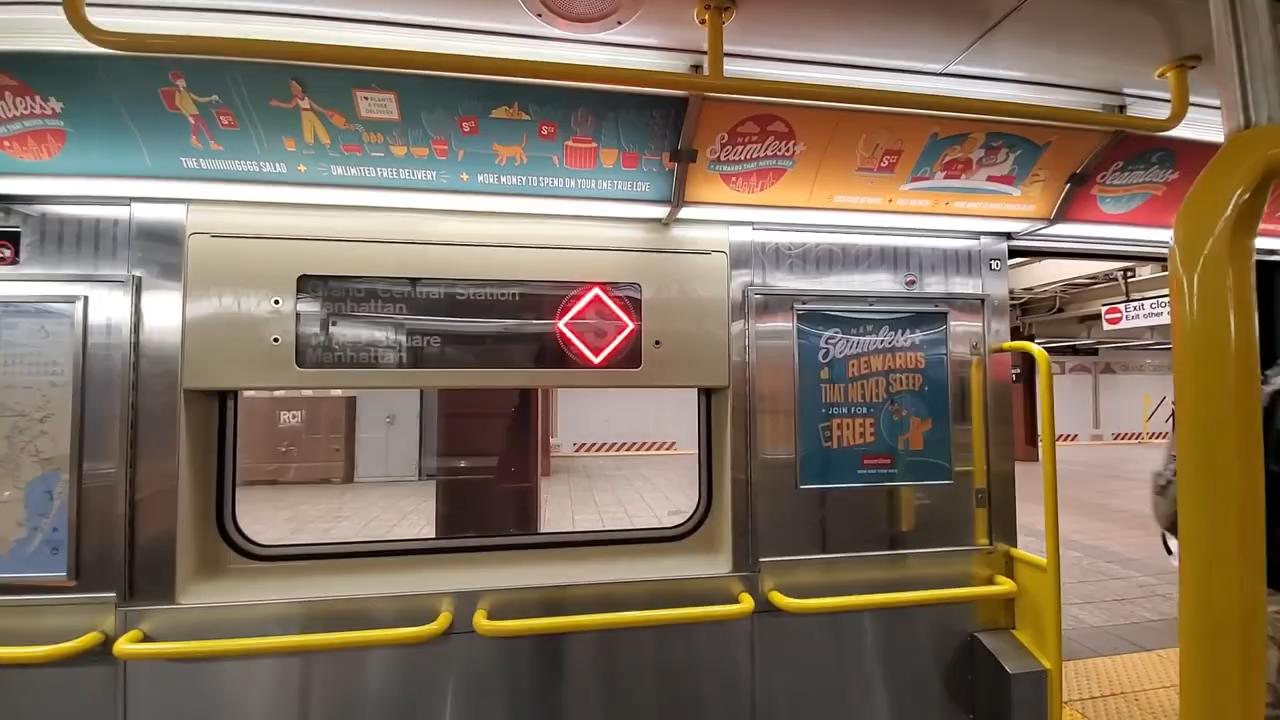 S
THE BIIIIIIIGGGG SALAD
+
UNLIMITED FREE DELIVERY
+
MORE MONEY TO SPEND ON YOUR ONE TRUE LOVE
I ♥ PLANTS
& FREE
DELIVERY
NEW
Seamless+
REWARDS THAT NEVER SLEEP
Seamless+
10
Grand Central Station
Manhattan
Times Square
Manhattan
Exit clos
Exit other e
NEW
Seamless+
REWARDS
THAT NEVER SLEEP
JOIN FOR
FREE
RCI